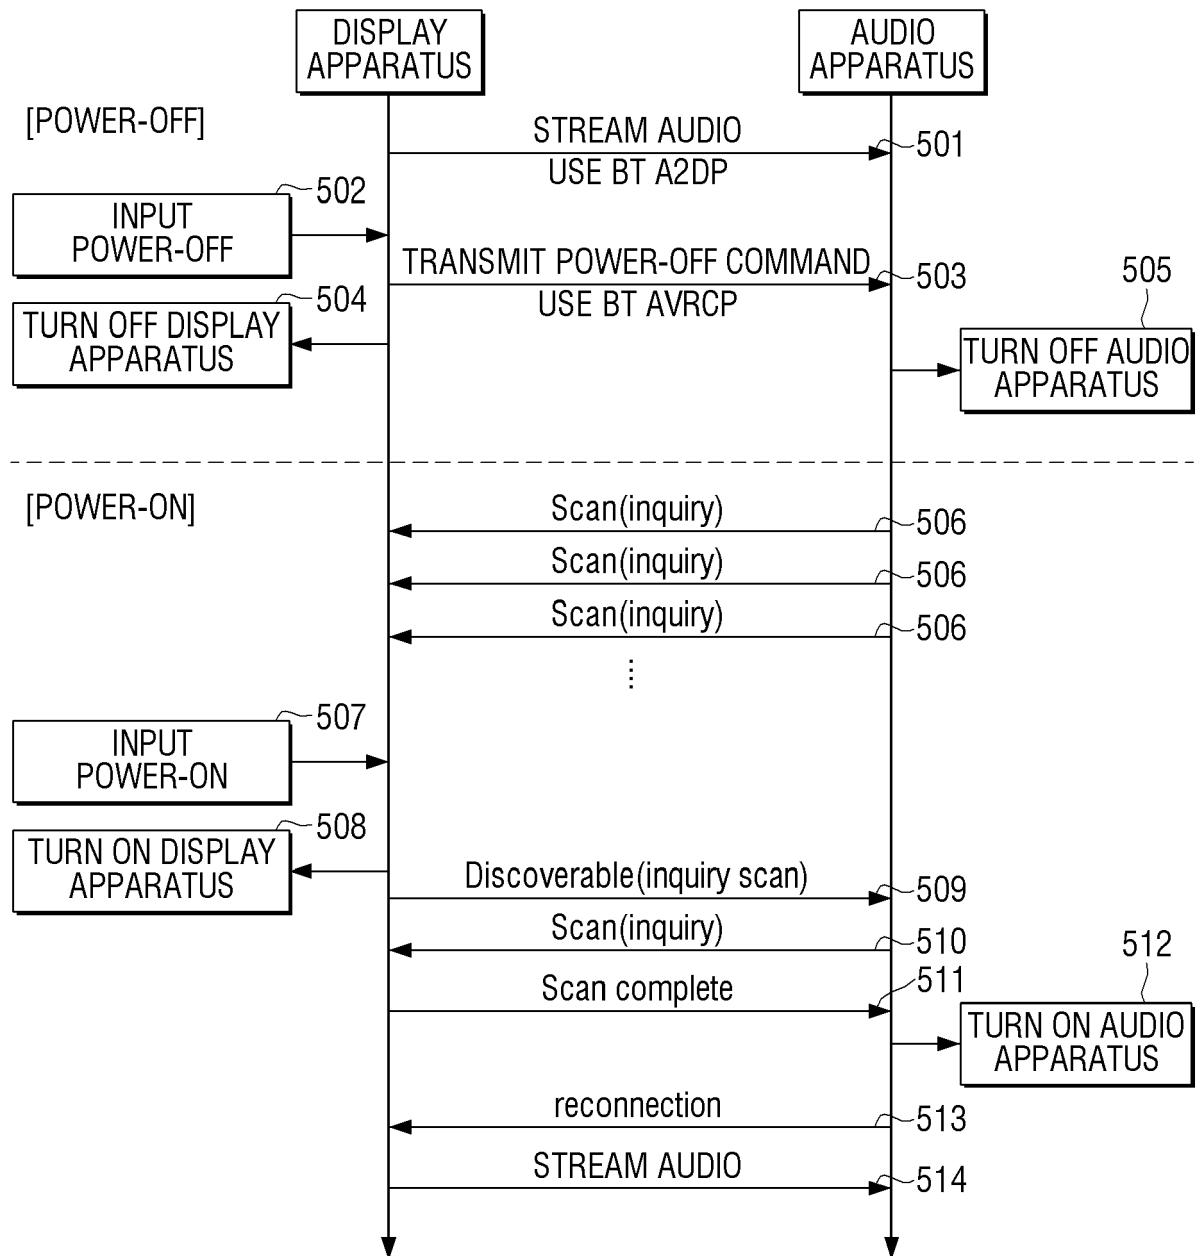 DISPLAY
APPARATUS
AUDIO
APPARATUS
[POWER-OFF]
STREAM AUDIO
501
USE BT A2DP
502
INPUT
POWER-OFF
TRANSMIT POWER-OFF COMMAND
503
USE BT AVRCP
504
TURN OFF DISPLAY
APPARATUS
505
TURN OFF AUDIO
APPARATUS
[POWER-ON]
Scan(inquiry)
506
Scan(inquiry)
506
Scan(inquiry)
506
507
INPUT
POWER-ON
508
TURN ON DISPLAY
APPARATUS
Discoverable(inquiry scan)
509
Scan(inquiry)
510
Scan complete
511
512
TURN ON AUDIO
APPARATUS
reconnection
513
STREAM AUDIO
514